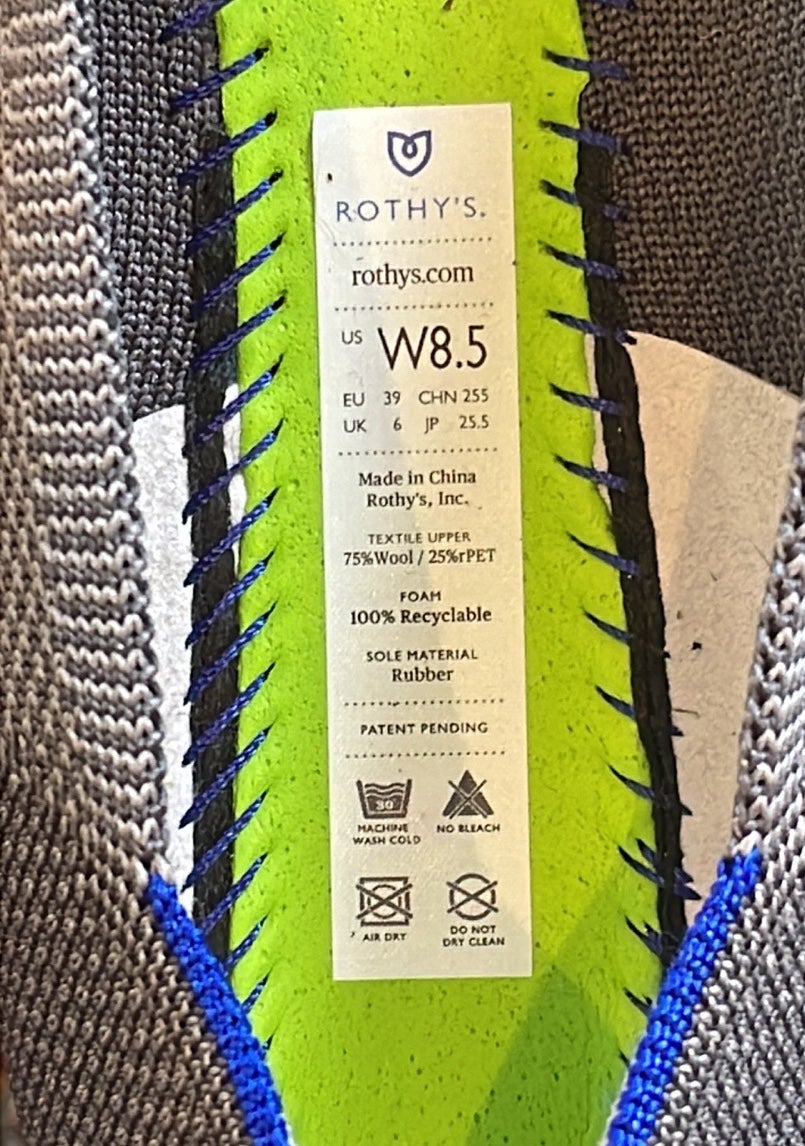 ROTHY'S.
rothys.com
US W8.5
EU 39 CHN 255
UK 6 JP 25.5
Made in China
Rothy's, Inc.
TEXTILE UPPER
75%Wool / 25%rPET
FOAM
100% Recyclable
SOLE MATERIAL
Rubber
PATENT PENDING
30
MACHINE WASH COLD
NO BLEACH
AIR DRY
DO NOT DRY CLEAN